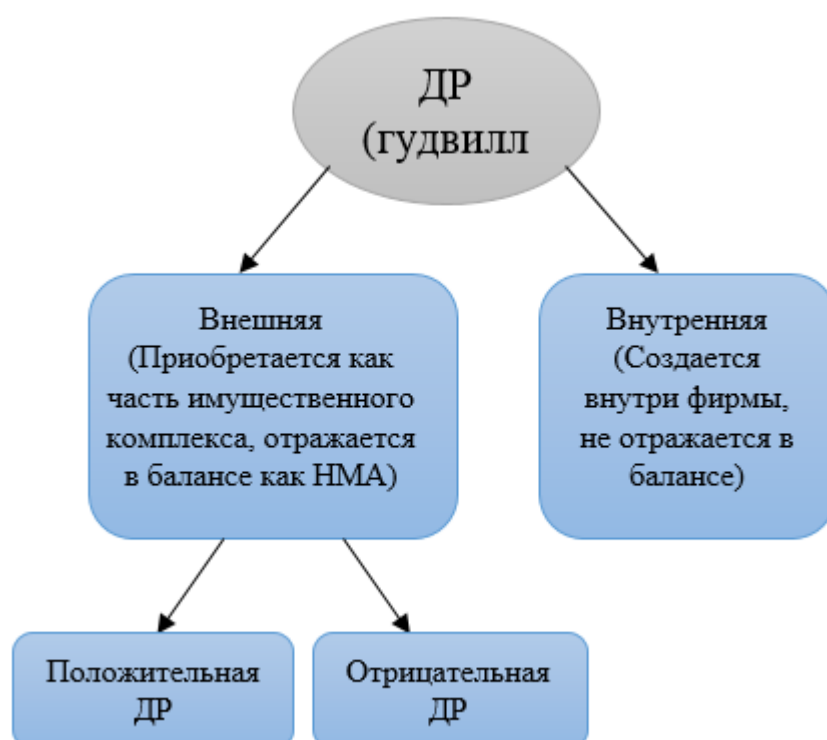 ДР
(гудвилл
Внешняя
(Приобретается как
часть имущественного
комплекса, отражается
в балансе как НМА)
Внутренняя
(Создается
внутри фирмы,
не отражается в
балансе)
Положительная
ДР
Отрицательная
ДР